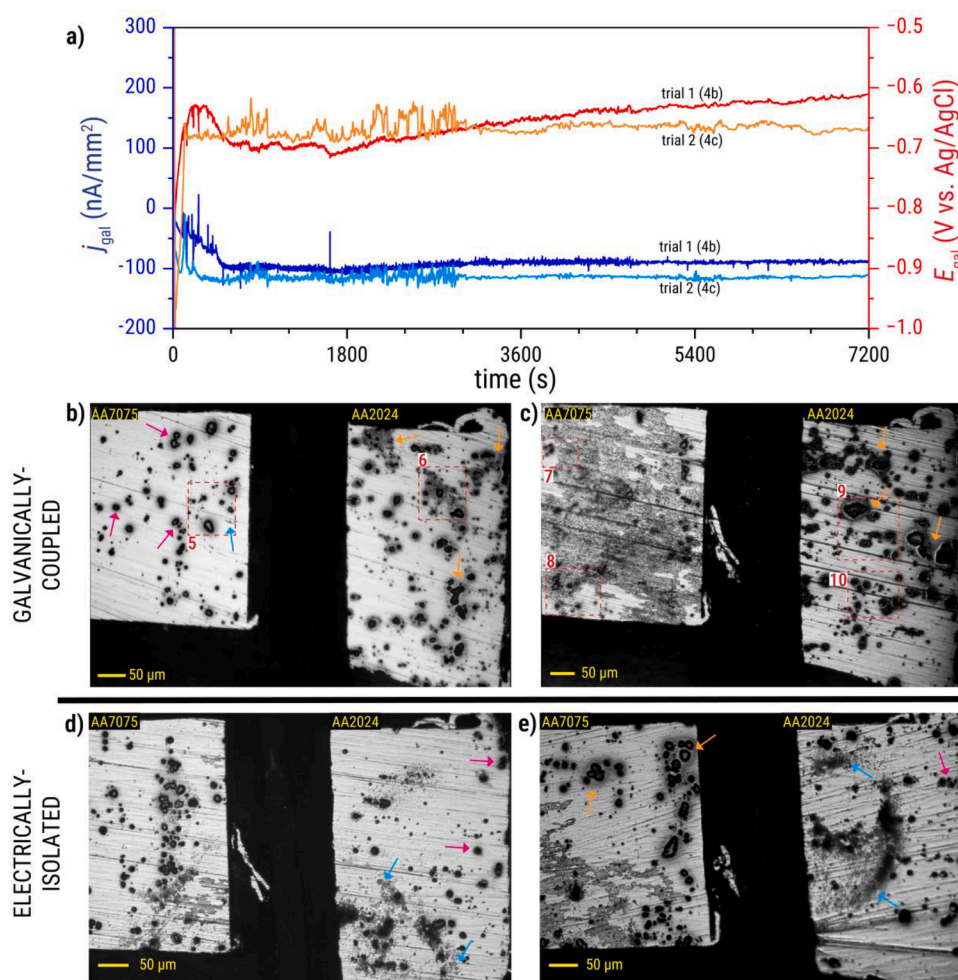 a)
300
200
100
0
-100
-200
j_gal (nA/mm²)
trial 1 (4b)
trial 2 (4c)
trial 1 (4b)
trial 2 (4c)
−0.5
−0.6
−0.7
−0.8
−0.9
−1.0
E_gal (V vs. Ag/AgCl)
0
1800
3600
5400
7200
time (s)
GALVANICALLY-
COUPLED
b)
AA7075
AA2024
5
6
50 µm
c)
AA7075
AA2024
7
8
9
10
50 µm
ELECTRICALLY-
ISOLATED
d)
AA7075
AA2024
50 µm
e)
AA7075
AA2024
50 µm